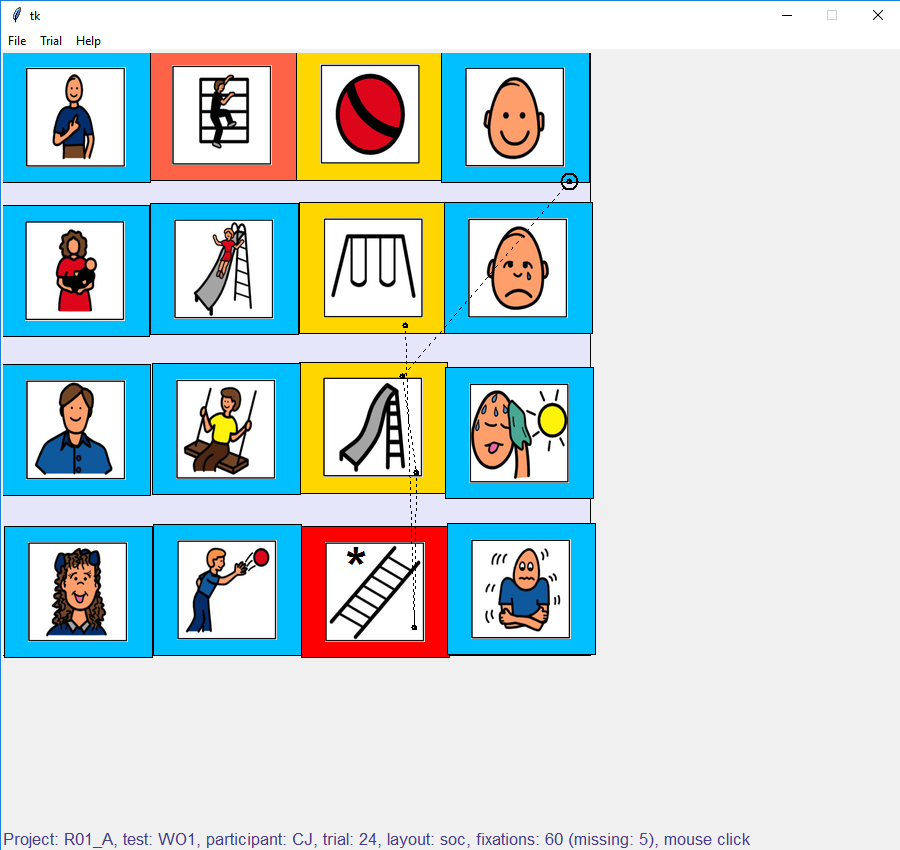 tk
File Trial Help
*
Project: R01_A, test: WO1, participant: CJ, trial: 24, layout: soc, fixations: 60 (missing: 5), mouse click